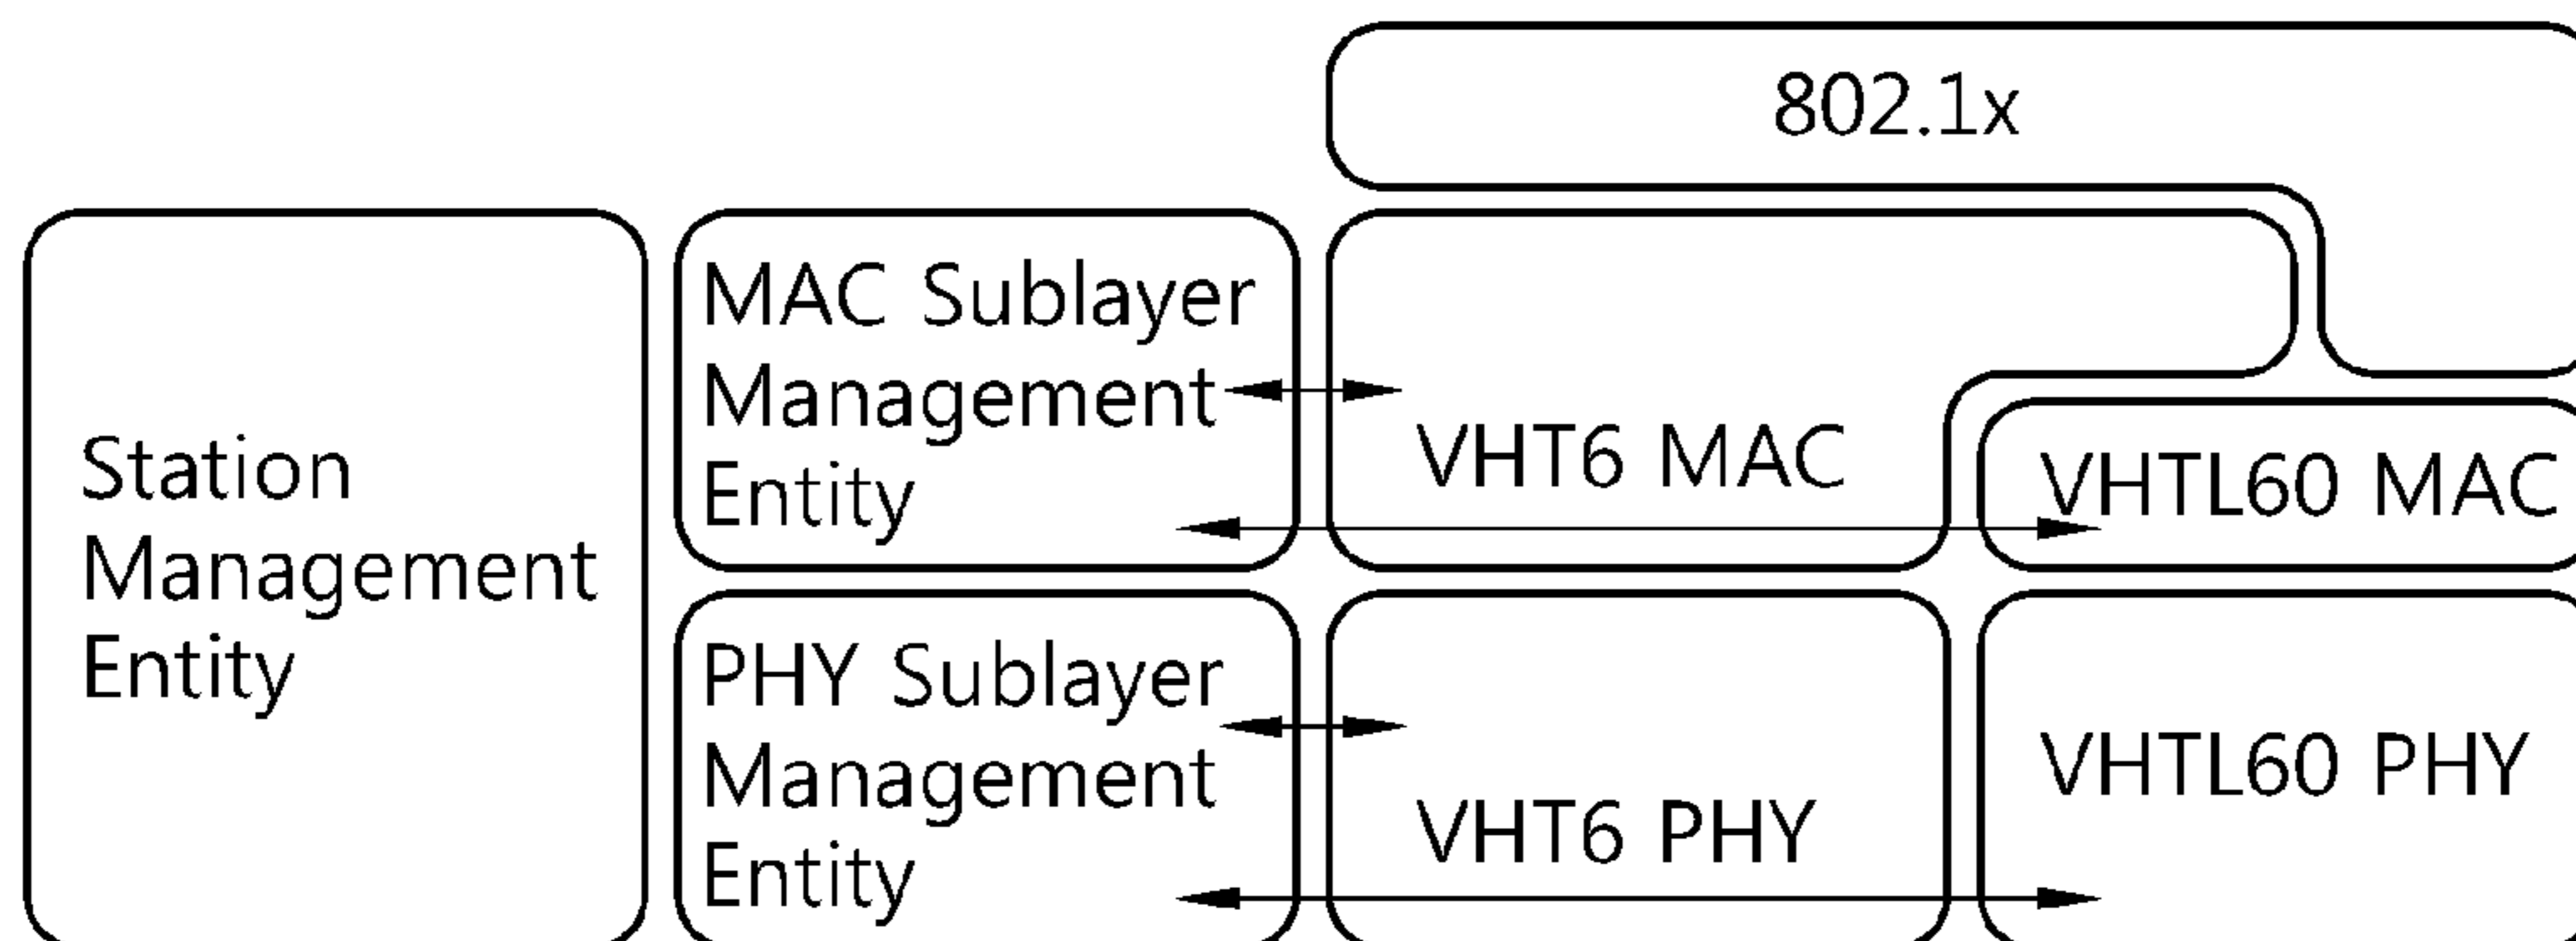 802.1x
Station
Management
Entity
MAC Sublayer
Management
Entity
VHT6 MAC
VHTL60 MAC
PHY Sublayer
Management
Entity
VHT6 PHY
VHTL60 PHY